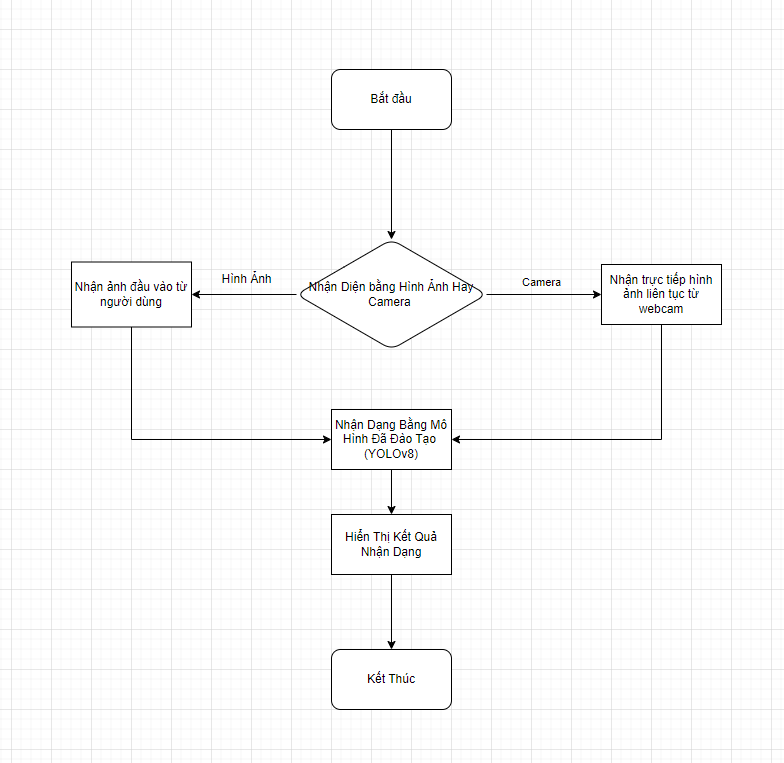 Bắt đầu
Hình Ảnh
Nhận Diện bằng Hình Ảnh Hay
Camera
Camera
Nhận ảnh đầu vào từ
người dùng
Nhận trực tiếp hình
ảnh liên tục từ
webcam
Nhận Dạng Bằng Mô
Hình Đã Đảo Tạo
(YOLOv8)
Hiển Thị Kết Quả
Nhận Dạng
Kết Thúc